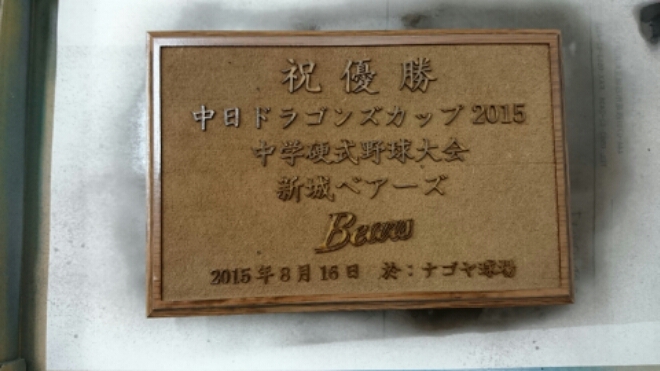 祝優勝
中日ドラゴンズカップ2015
中学硬式野球大会
新城ベアーズ
Bears
2015年8月16日 於：ナゴヤ球場